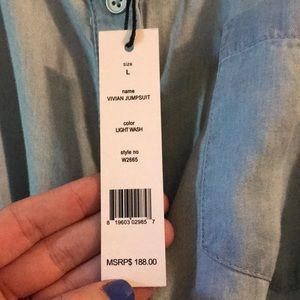 size
L
name
VIVIAN JUMPSUIT
color
LIGHT WASH
style no
W2665
8 19603 02985 7
MSRP$ 188.00